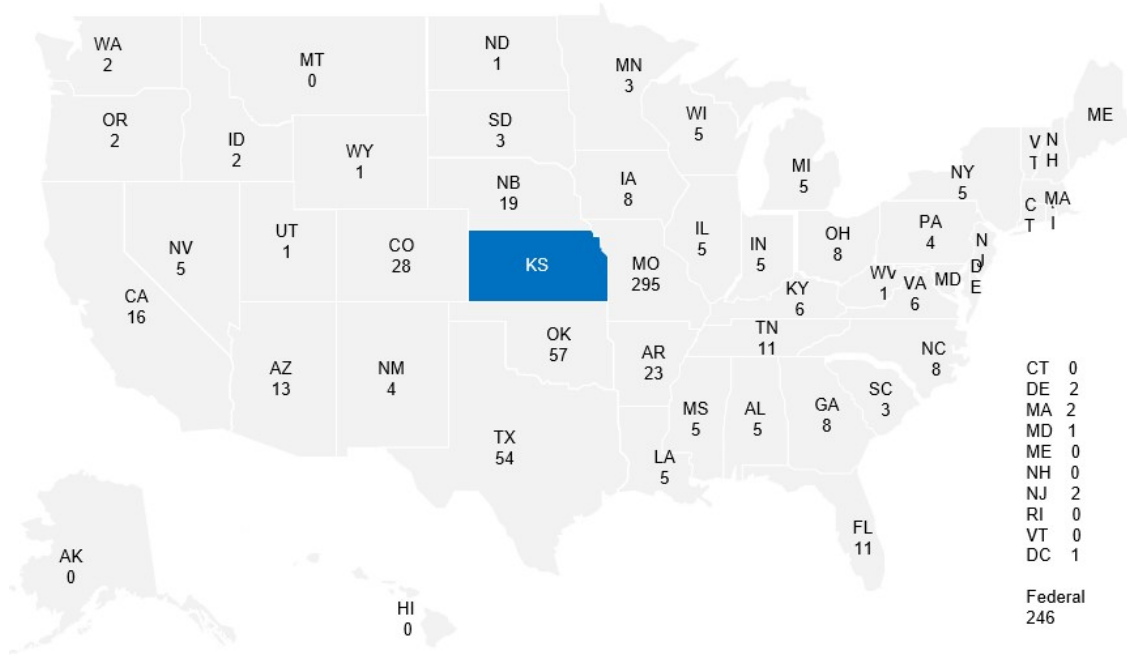 WA
2
MT
0
ND
1
MN
3
OR
2
ID
2
WY
1
SD
3
WI
5
MI
5
NY
5
V
T
N
H
ME
NB
19
IA
8
NV
5
UT
1
CO
28
KS
MO
295
IL
5
IN
5
OH
8
PA
4
C
T
MA
I
N
J
D
E
MD
WV
1
VA
6
KY
6
CA
16
AZ
13
NM
4
OK
57
AR
23
TN
11
NC
8
SC
3
TX
54
LA
5
MS
5
AL
5
GA
8
FL
11
AK
0
HI
0
CT 0
DE 2
MA 2
MD 1
ME 0
NH 0
NJ 2
RI 0
VT 0
DC 1
Federal
246